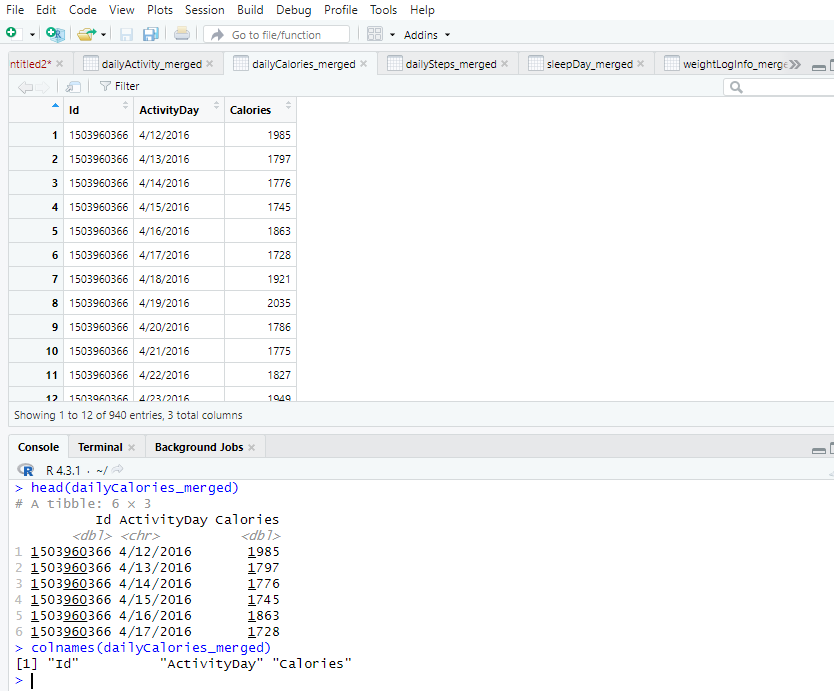 File Edit Code View Plots Session Build Debug Profile Tools Help
Go to file/function Addins
ntitled2* dailyActivity_merged dailyCalories_merged dailySteps_merged sleepDay_merged weightLogInfo_merge
Filter
Id ActivityDay Calories
1 1503960366 4/12/2016 1985
2 1503960366 4/13/2016 1797
3 1503960366 4/14/2016 1776
4 1503960366 4/15/2016 1745
5 1503960366 4/16/2016 1863
6 1503960366 4/17/2016 1728
7 1503960366 4/18/2016 1921
8 1503960366 4/19/2016 2035
9 1503960366 4/20/2016 1786
10 1503960366 4/21/2016 1775
11 1503960366 4/22/2016 1827
12 1503960366 4/23/2016 1949
Showing 1 to 12 of 940 entries, 3 total columns
Console Terminal Background Jobs
R R 4.3.1 · ~/
> head(dailyCalories_merged)
# A tibble: 6 × 3
Id ActivityDay Calories
<dbl> <chr> <dbl>
1 1503960366 4/12/2016 1985
2 1503960366 4/13/2016 1797
3 1503960366 4/14/2016 1776
4 1503960366 4/15/2016 1745
5 1503960366 4/16/2016 1863
6 1503960366 4/17/2016 1728
> colnames(dailyCalories_merged)
[1] "Id" "ActivityDay" "Calories"
>